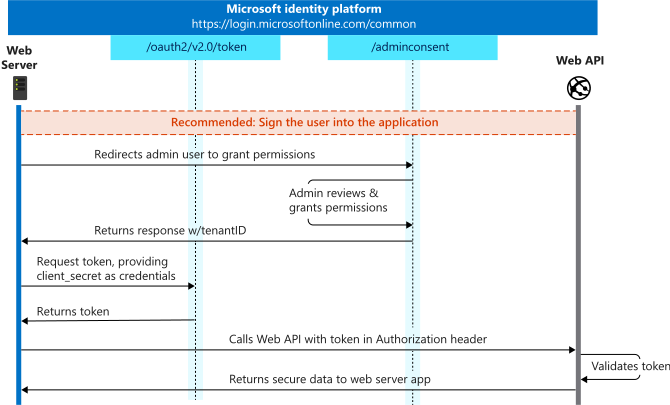 Microsoft identity platform
https://login.microsoftonline.com/common
/oauth2/v2.0/token
/adminconsent
Web
Server
Web API
Recommended: Sign the user into the application
Redirects admin user to grant permissions
Admin reviews &
grants permissions
Returns response w/tenantID
Request token, providing
client_secret as credentials
Returns token
Calls Web API with token in Authorization header
Validates token
Returns secure data to web server app